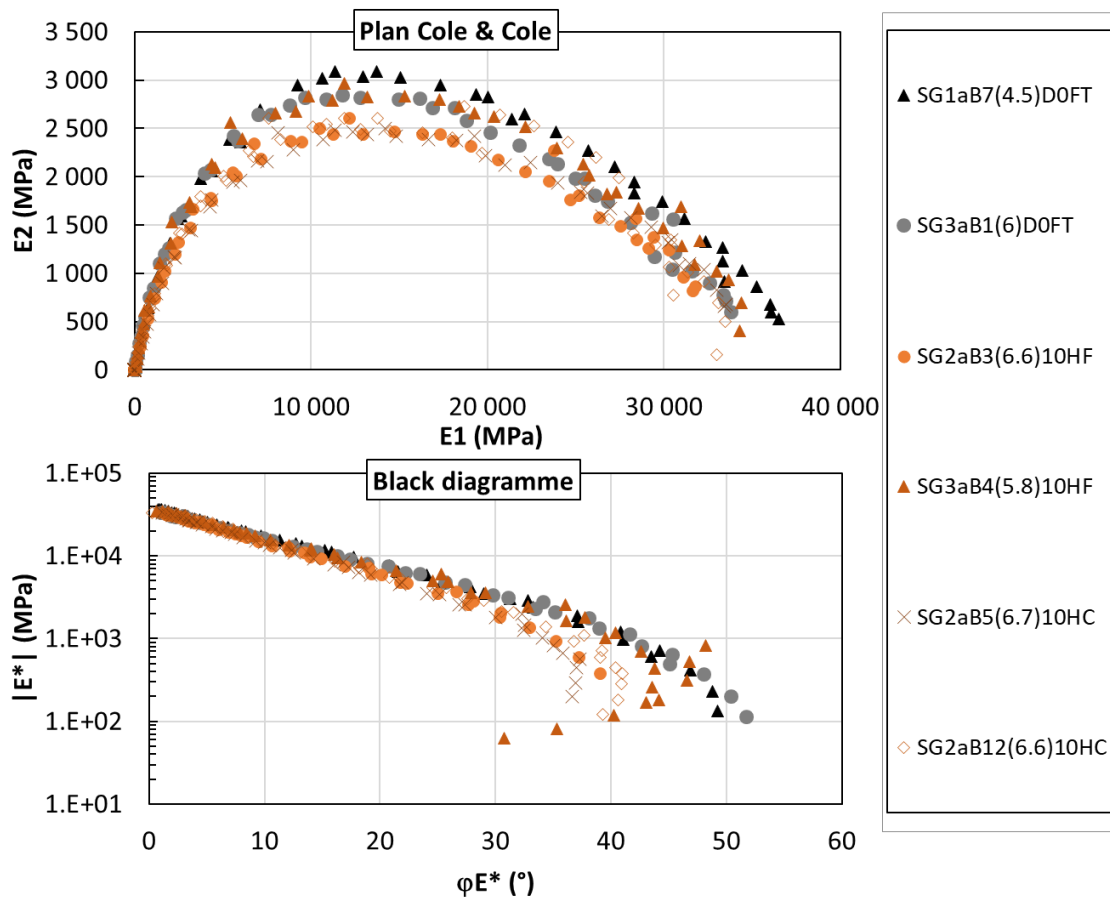 Plan Cole & Cole
3 500
3 000
2 500
2 000
1 500
1 000
500
0
E2 (MPa)
0
10 000
20 000
30 000
40 000
E1 (MPa)
Black diagramme
1.E+05
1.E+04
1.E+03
1.E+02
1.E+01
|E*| (MPa)
0
10
20
30
40
50
60
φE* (°)
SG1aB7(4.5)D0FT
SG3aB1(6)D0FT
SG2aB3(6.6)10HF
SG3aB4(5.8)10HF
SG2aB5(6.7)10HC
SG2aB12(6.6)10HC